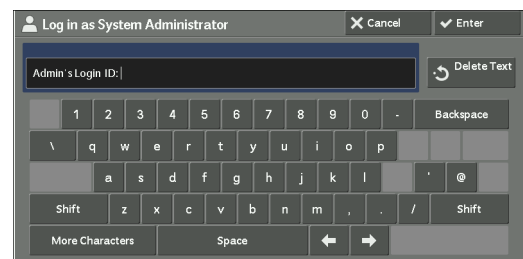 Log in as System Administrator Cancel Enter
Admin's Login ID: Delete Text
1 2 3 4 5 6 7 8 9 0 - Backspace
\ q w e r t y u i o p
a s d f g h j k l ' @
Shift z x c v b n m , . / Shift
More Characters Space